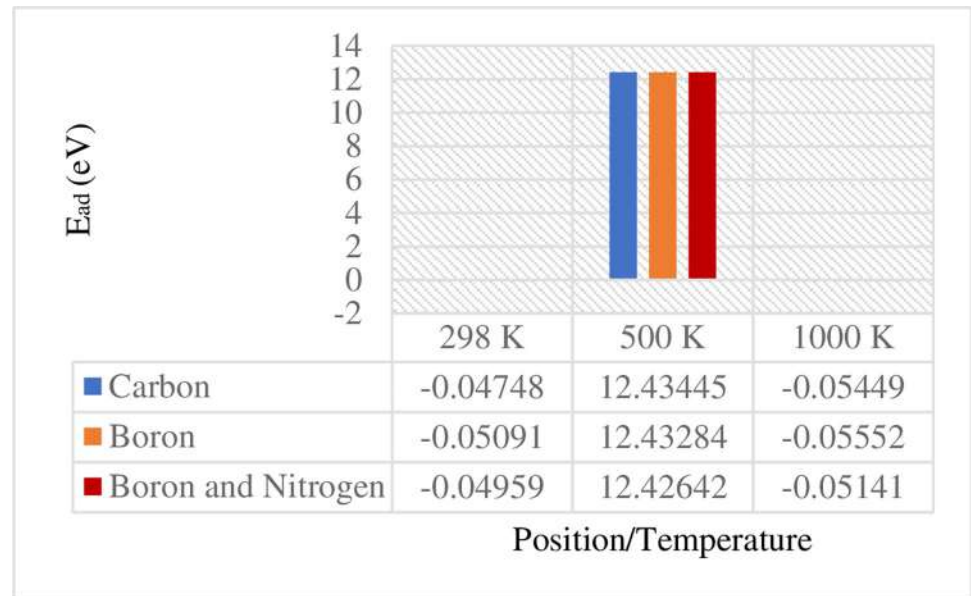 14
12
10
8
6
4
2
0
-2
E_ad (eV)
298 K 500 K 1000 K
Carbon -0.04748 12.43445 -0.05449
Boron -0.05091 12.43284 -0.05552
Boron and Nitrogen -0.04959 12.42642 -0.05141
Position/Temperature